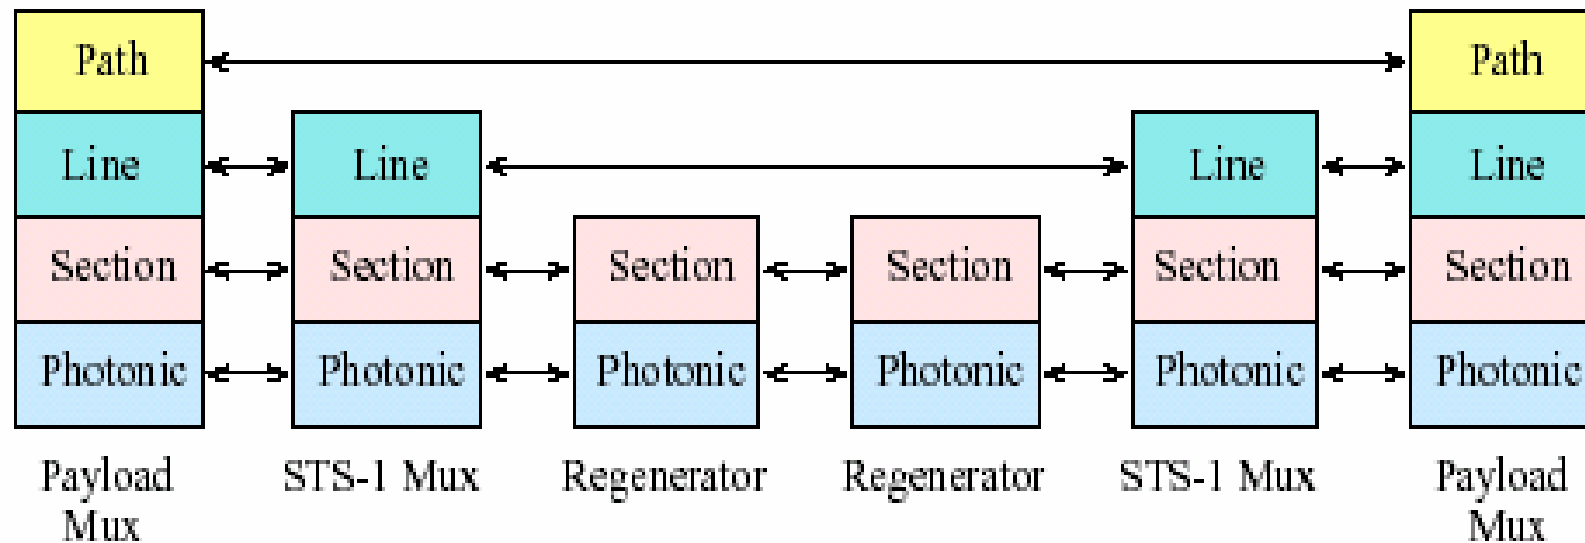 Path Path
Line Line Line Line
Section Section Section Section Section Section
Photonic Photonic Photonic Photonic Photonic Photonic
Payload Mux STS-1 Mux Regenerator Regenerator STS-1 Mux Payload Mux